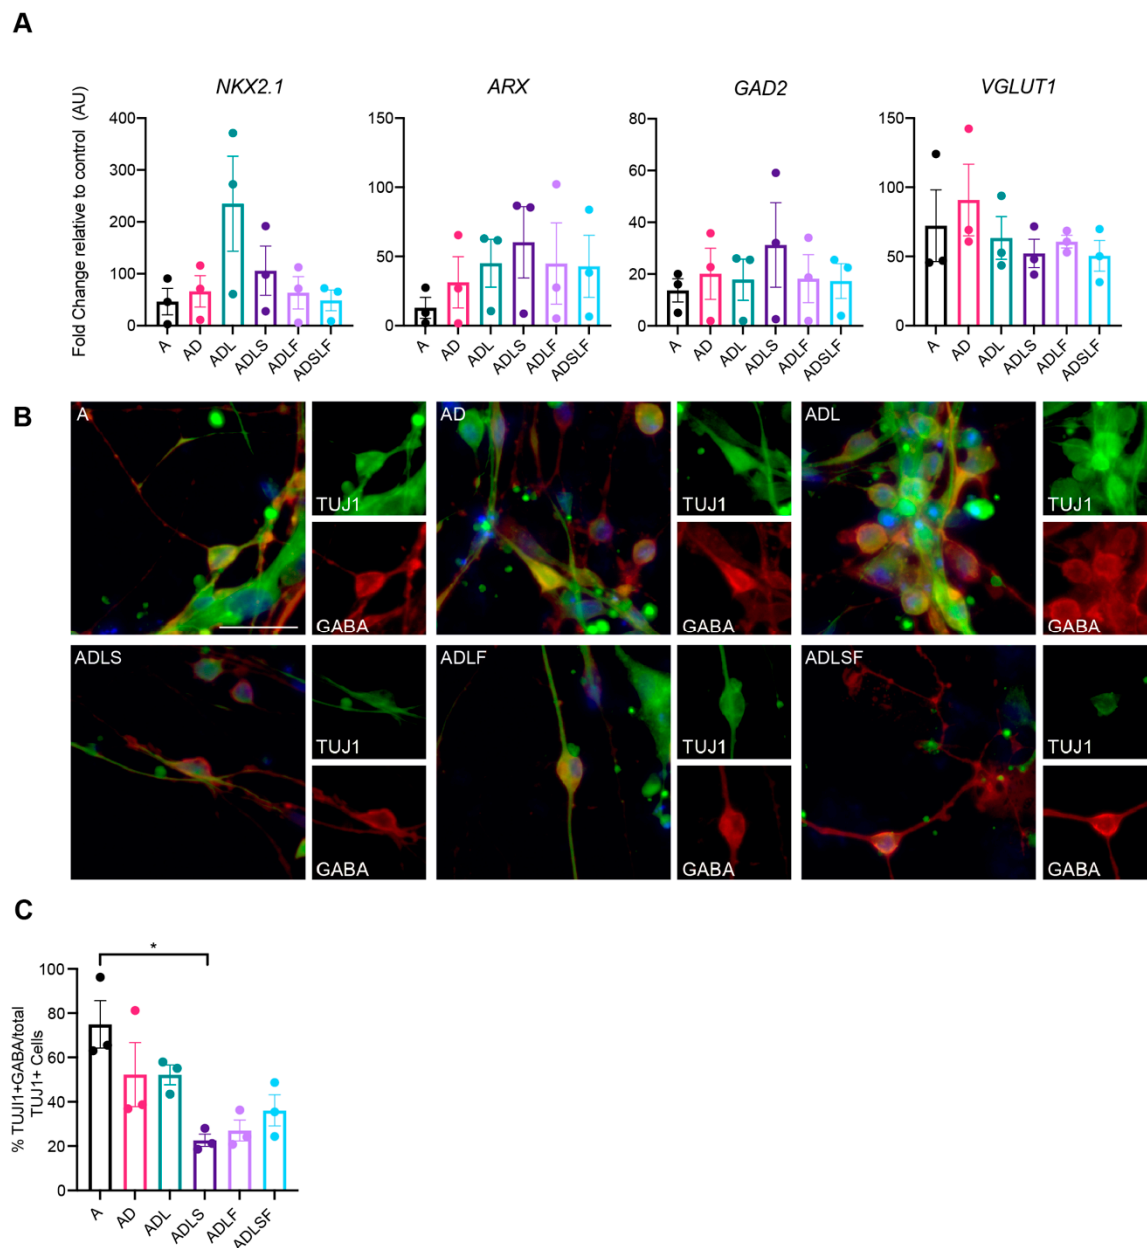 A
NKX2.1
ARX
GAD2
VGLUT1
Fold Change relative to control (AU)
400
300
200
100
0
A
AD
ADL
ADLS
ADLF
ADSLF
150
100
50
0
A
AD
ADL
ADLS
ADLF
ADSLF
80
60
40
20
0
A
AD
ADL
ADLS
ADLF
ADSLF
150
100
50
0
A
AD
ADL
ADLS
ADLF
ADSLF
B
A
TUJ1
GABA
AD
TUJ1
GABA
ADL
TUJ1
GABA
ADLS
TUJ1
GABA
ADLF
TUJ1
GABA
ADLSF
TUJ1
GABA
C
*
% TUJI1+GABA/total
TUJ1+ Cells
100
80
60
40
20
0
A
AD
ADL
ADLS
ADLF
ADLSF